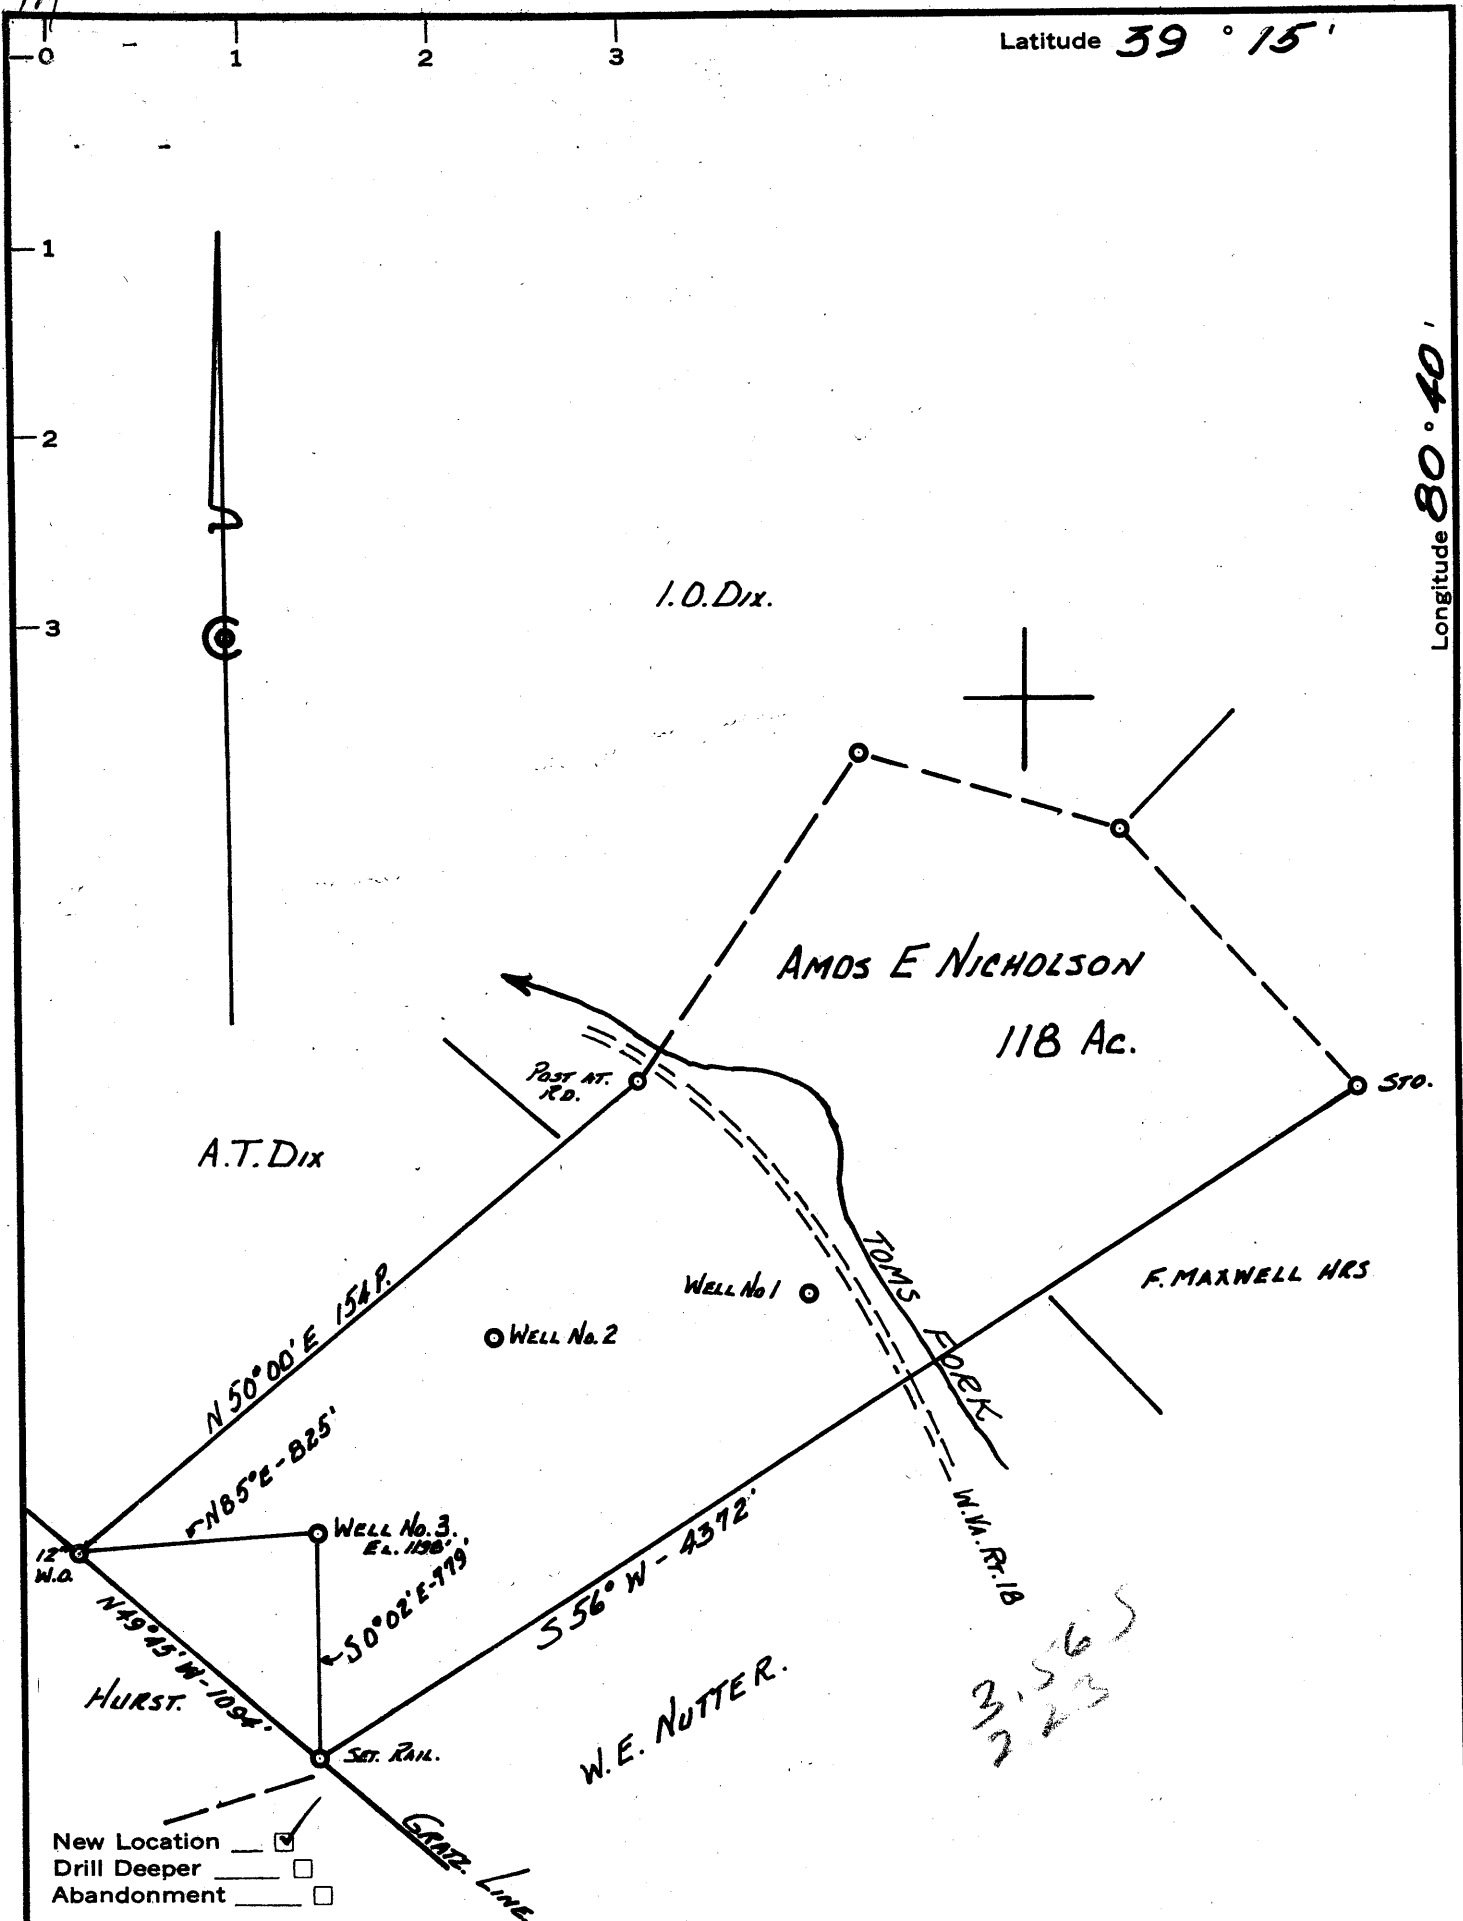 0 1 2 3
Latitude 39 ° 15 '
1
2
3
Longitude 80 ° 40 '
I.O. Dix.
AMOS E NICHOLSON
118 Ac.
POST AT.
RD.
STO.
A.T. DIX
TOMS FORK
F. MAXWELL HRS
WELL No 1
WELL No. 2
N 50°00' E 154 P.
N 85° E - 825'
WELL No. 3.
EL. 1198'
12"
W.O.
S 0°02' E - 779'
S 56° W - 4372'
W. VA. RT. 18
N 49°45' W - 1094'
HURST.
SET. RAIL.
W.E. NUTTER.
GRATZ. LINE
New Location
Drill Deeper
Abandonment